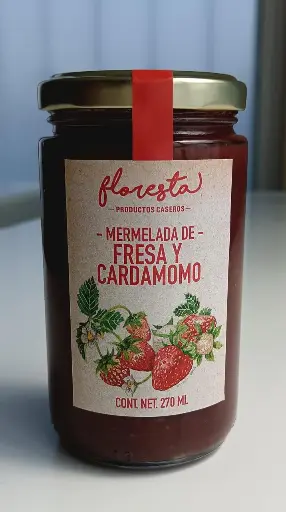 floresta
PRODUCTOS CASEROS
- MERMELADA DE -
FRESA Y
CARDAMOMO
CONT. NET. 270 ML